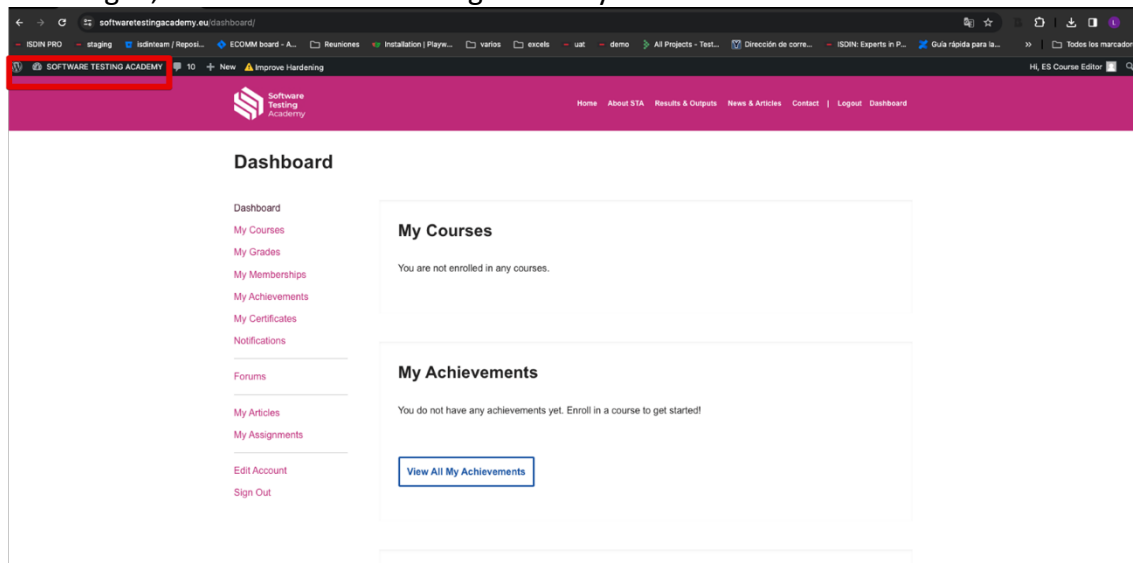 softwaretestingacademy.eu/dashboard/
ISDIN PRO staging isdinteam / Reposi... ECOMM board - A... Reuniones Installation | Playw... varios excels uat demo All Projects - Test... Dirección de corre... ISDIN: Experts in P... Guía rápida para la... » Todos los marcador
SOFTWARE TESTING ACADEMY 10 + New Improve Hardening Hi, ES Course Editor
Software
Testing
Academy
Home About STA Results & Outputs News & Articles Contact | Logout Dashboard
Dashboard
Dashboard
My Courses
My Grades
My Memberships
My Achievements
My Certificates
Notifications
Forums
My Articles
My Assignments
Edit Account
Sign Out
My Courses
You are not enrolled in any courses.
My Achievements
You do not have any achievements yet. Enroll in a course to get started!
View All My Achievements